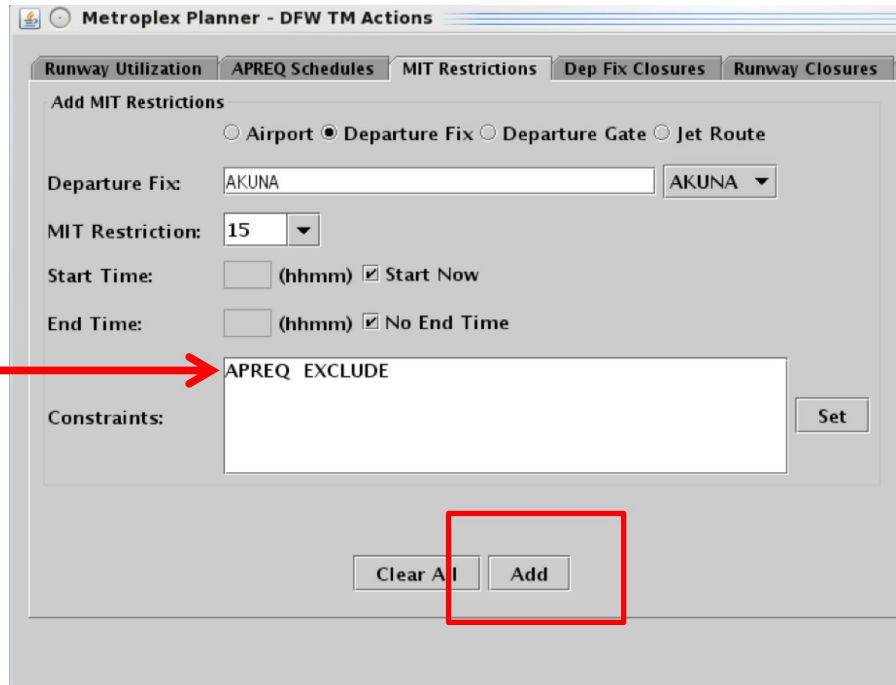 Metroplex Planner - DFW TM Actions
Runway Utilization APREQ Schedules MIT Restrictions Dep Fix Closures Runway Closures
Add MIT Restrictions
Airport Departure Fix Departure Gate Jet Route
Departure Fix: AKUNA AKUNA
MIT Restriction: 15
Start Time: (hhmm) Start Now
End Time: (hhmm) No End Time
APREQ EXCLUDE
Constraints: Set
Clear All Add